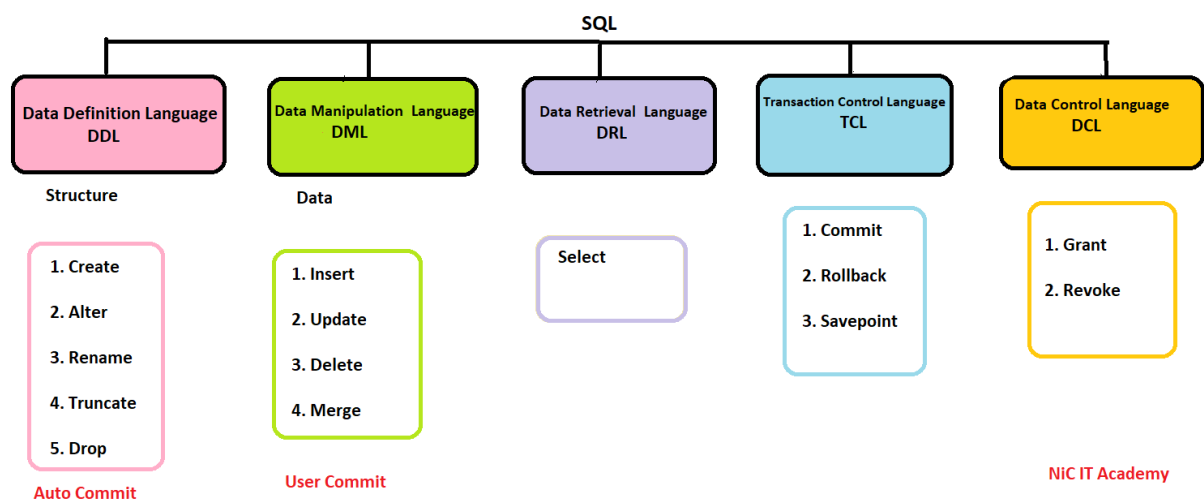 SQL
Data Definition Language
DDL
Data Manipulation Language
DML
Data Retrieval Language
DRL
Transaction Control Language
TCL
Data Control Language
DCL
Structure
1. Create
2. Alter
3. Rename
4. Truncate
5. Drop
Auto Commit
Data
1. Insert
2. Update
3. Delete
4. Merge
User Commit
Select
1. Commit
2. Rollback
3. Savepoint
1. Grant
2. Revoke
NiC IT Academy